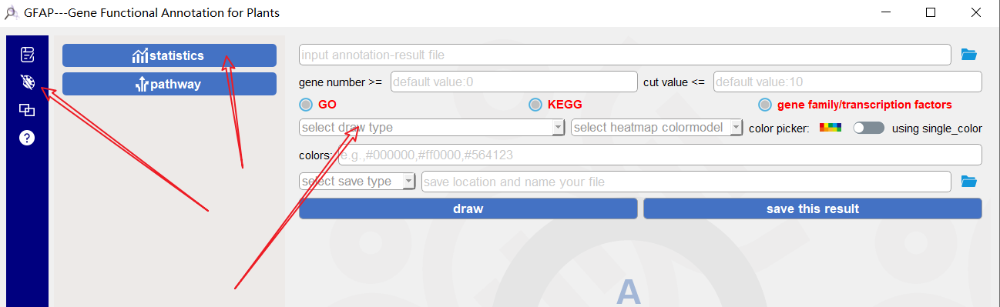 GFAP---Gene Functional Annotation for Plants
statistics
pathway
input annotation-result file
gene number >= default value:0 cut value <= default value:10
GO KEGG gene family/transcription factors
select draw type select heatmap colormodel color picker: using single_color
colors: e.g.,#000000,#ff0000,#564123
select save type save location and name your file
draw save this result
A